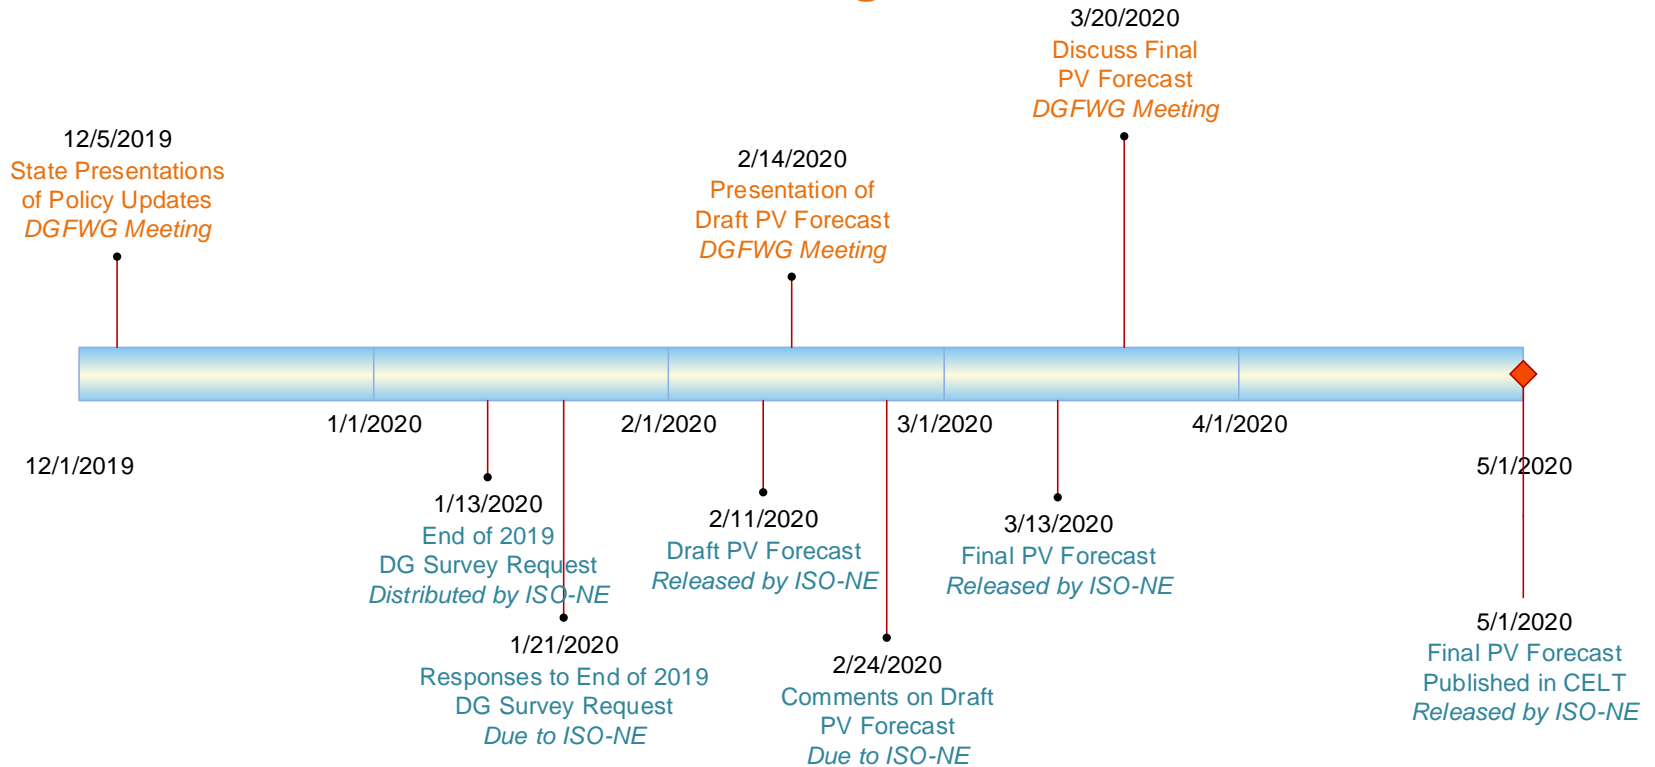 3/20/2020
Discuss Final
PV Forecast
DGFWG Meeting
12/5/2019
State Presentations
of Policy Updates
DGFWG Meeting
2/14/2020
Presentation of
Draft PV Forecast
DGFWG Meeting
1/1/2020
2/1/2020
3/1/2020
4/1/2020
12/1/2019
5/1/2020
1/13/2020
End of 2019
DG Survey Request
Distributed by ISO-NE
2/11/2020
Draft PV Forecast
Released by ISO-NE
3/13/2020
Final PV Forecast
Released by ISO-NE
1/21/2020
Responses to End of 2019
DG Survey Request
Due to ISO-NE
2/24/2020
Comments on Draft
PV Forecast
Due to ISO-NE
5/1/2020
Final PV Forecast
Published in CELT
Released by ISO-NE